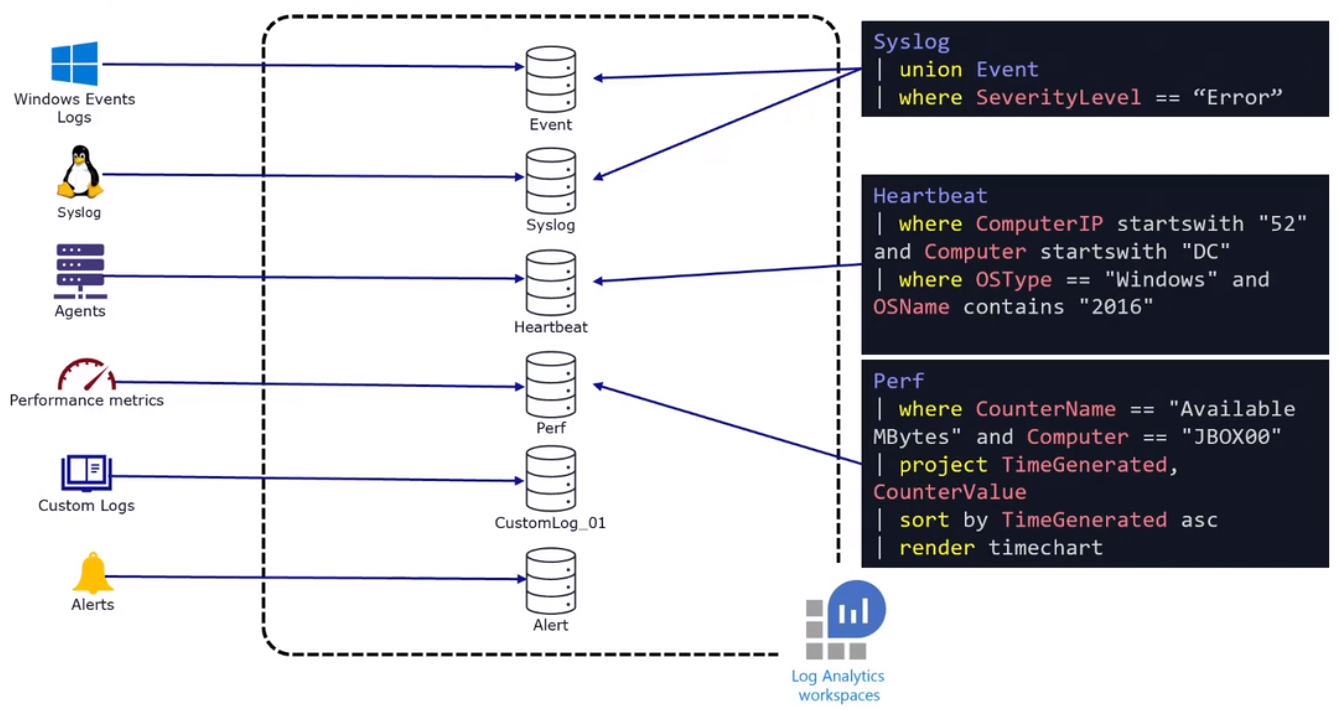 Windows Events
Logs
Syslog
Agents
Performance metrics
Custom Logs
Alerts
Event
Syslog
Heartbeat
Perf
CustomLog_01
Alert
Syslog
| union Event
| where SeverityLevel == “Error”
Heartbeat
| where ComputerIP startswith "52"
and Computer startswith "DC"
| where OSType == "Windows" and
OSName contains "2016"
Perf
| where CounterName == "Available
MBytes" and Computer == "JBOX00"
| project TimeGenerated,
CounterValue
| sort by TimeGenerated asc
| render timechart
Log Analytics
workspaces